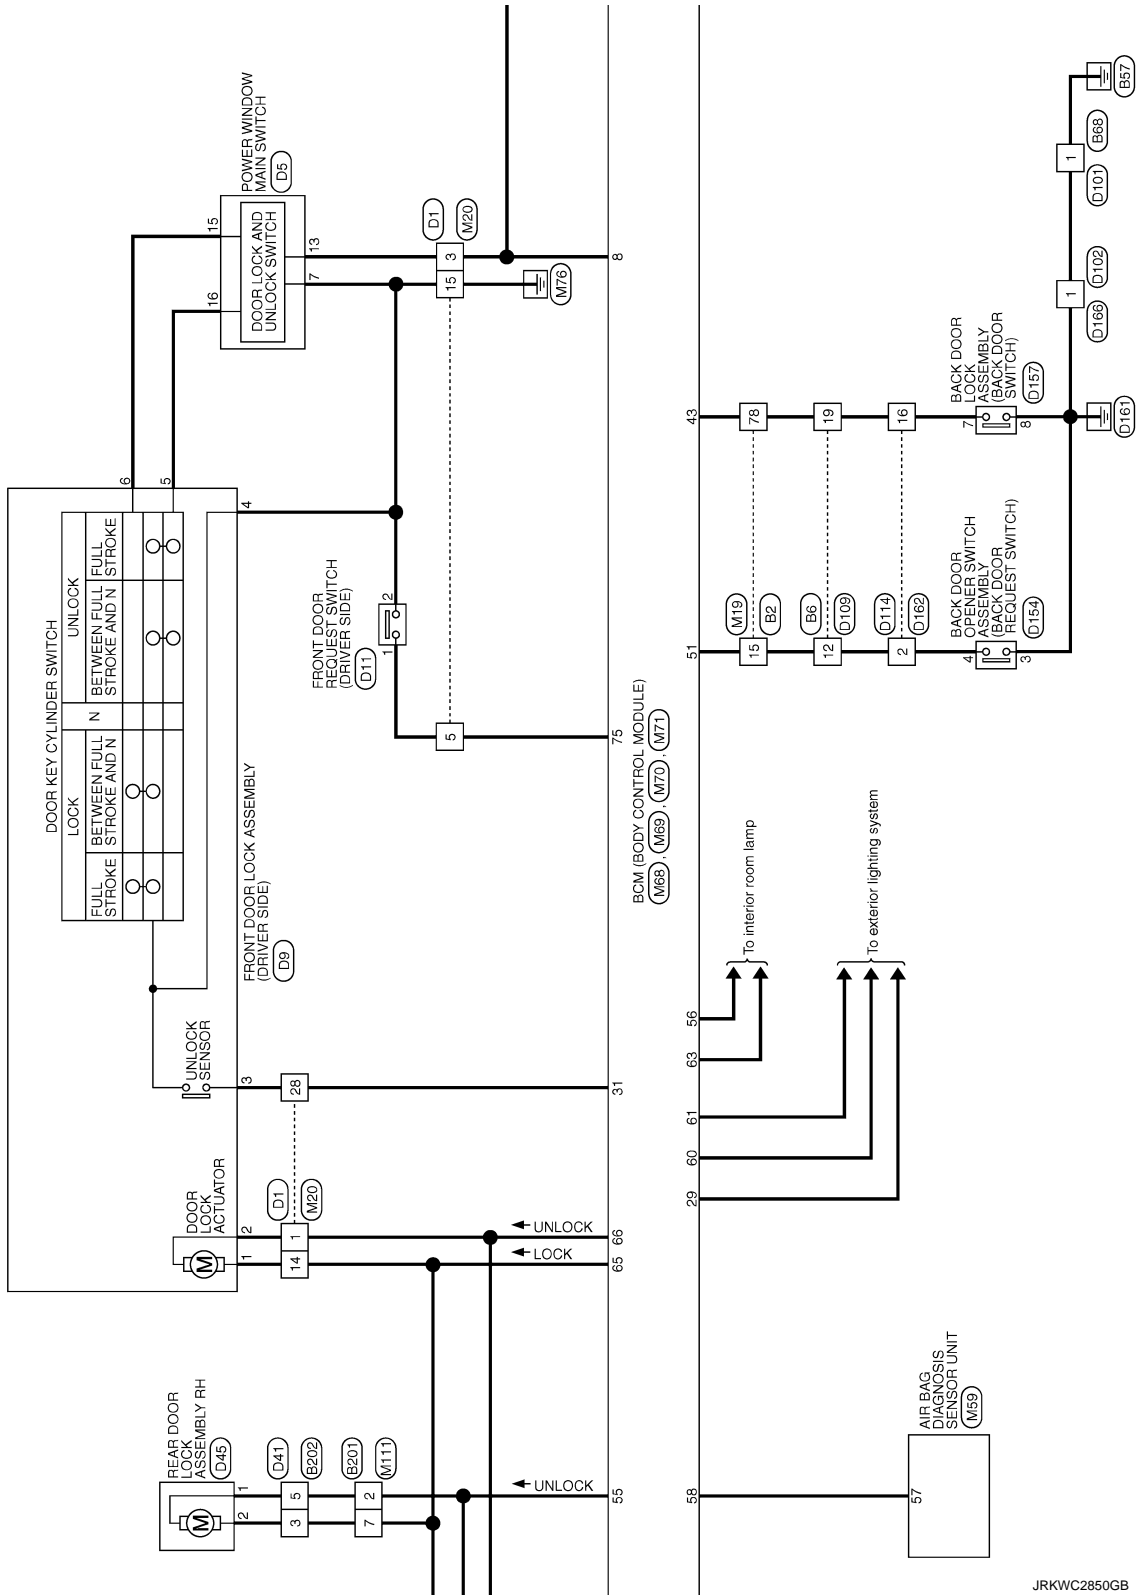 DOOR KEY CYLINDER SWITCH
LOCK
N
UNLOCK
FULL
STROKE
BETWEEN FULL
STROKE AND N
BETWEEN FULL
STROKE AND N
FULL
STROKE
6
5
4
3
2
1
UNLOCK
SENSOR
DOOR
LOCK
ACTUATOR
M
FRONT DOOR LOCK ASSEMBLY
(DRIVER SIDE)
D9
REAR DOOR
LOCK
ASSEMBLY RH
D45
M
1
2
D41
B202
5
3
B201
M111
2
7
D1
M20
1
14
28
UNLOCK
LOCK
UNLOCK
55
65
66
31
75
8
POWER WINDOW
MAIN SWITCH
D5
DOOR LOCK AND
UNLOCK SWITCH
15
16
13
7
D1
M20
3
15
5
M76
FRONT DOOR
REQUEST SWITCH
(DRIVER SIDE)
D11
1
2
BCM (BODY CONTROL MODULE)
M68 , M69 , M70 , M71
58
29
60
61
63
56
51
43
To interior room lamp
To exterior lighting system
57
AIR BAG
DIAGNOSIS
SENSOR UNIT
M59
M19
B2
15
78
B6
D109
12
19
D114
D162
2
16
BACK DOOR
OPENER SWITCH
ASSEMBLY
(BACK DOOR
REQUEST SWITCH)
D154
4
3
BACK DOOR
LOCK
ASSEMBLY
(BACK DOOR
SWITCH)
D157
7
8
D161
D166
D102
1
D101
B68
1
B57
JRKWC2850GB